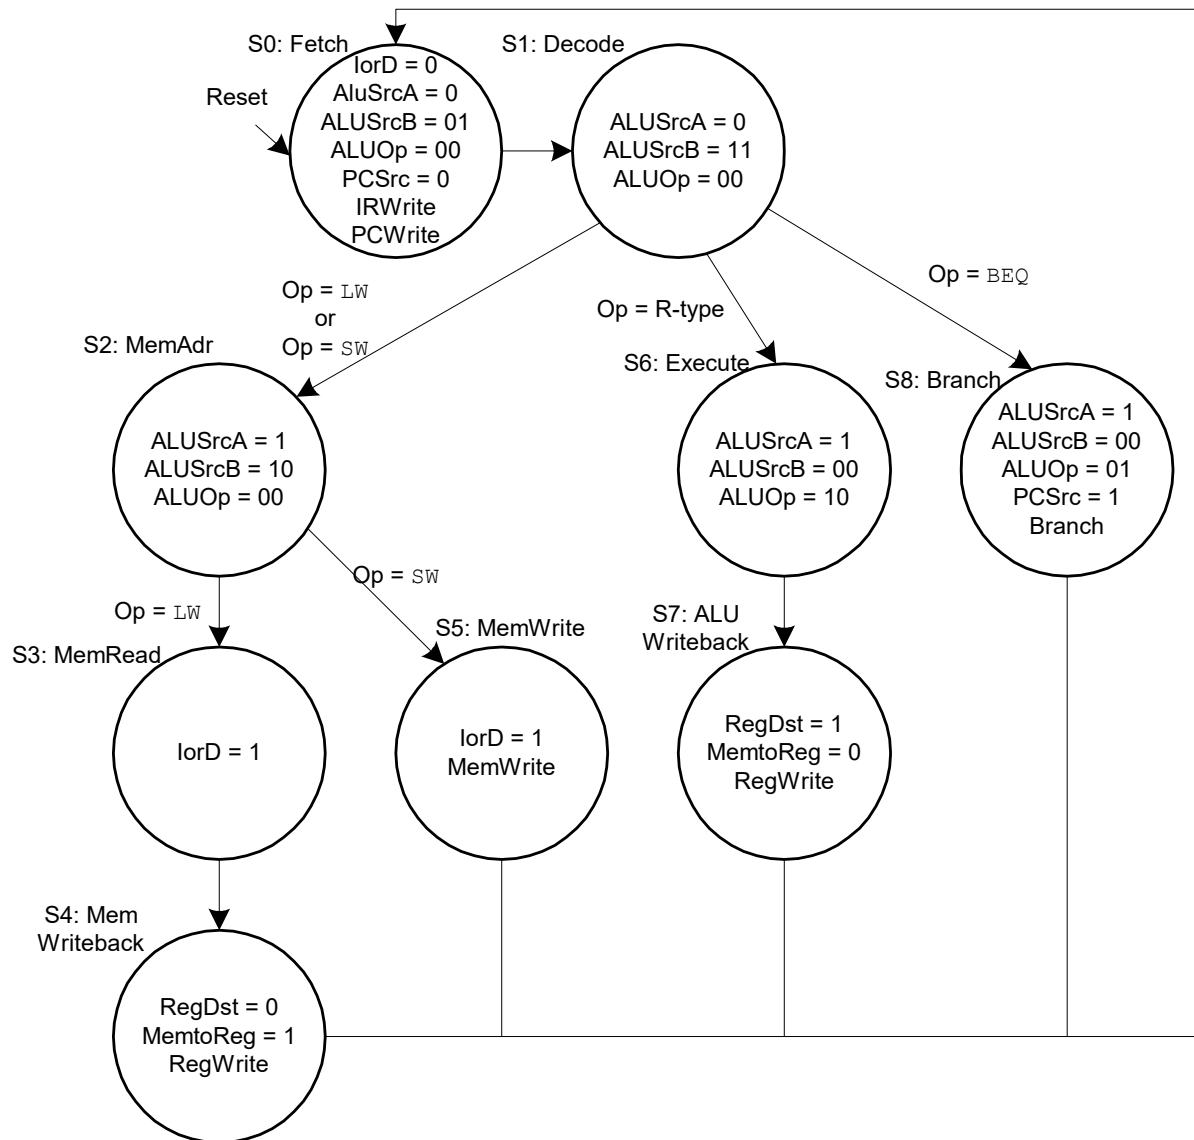 S0: Fetch
IorD = 0
AluSrcA = 0
ALUSrcB = 01
ALUOp = 00
PCSrc = 0
IRWrite
PCWrite
Reset
S1: Decode
ALUSrcA = 0
ALUSrcB = 11
ALUOp = 00
Op = LW
or
Op = SW
Op = R-type
Op = BEQ
S2: MemAdr
ALUSrcA = 1
ALUSrcB = 10
ALUOp = 00
S6: Execute
ALUSrcA = 1
ALUSrcB = 00
ALUOp = 10
S8: Branch
ALUSrcA = 1
ALUSrcB = 00
ALUOp = 01
PCSrc = 1
Branch
Op = LW
Op = SW
S3: MemRead
IorD = 1
S5: MemWrite
IorD = 1
MemWrite
S7: ALU
Writeback
RegDst = 1
MemtoReg = 0
RegWrite
S4: Mem
Writeback
RegDst = 0
MemtoReg = 1
RegWrite